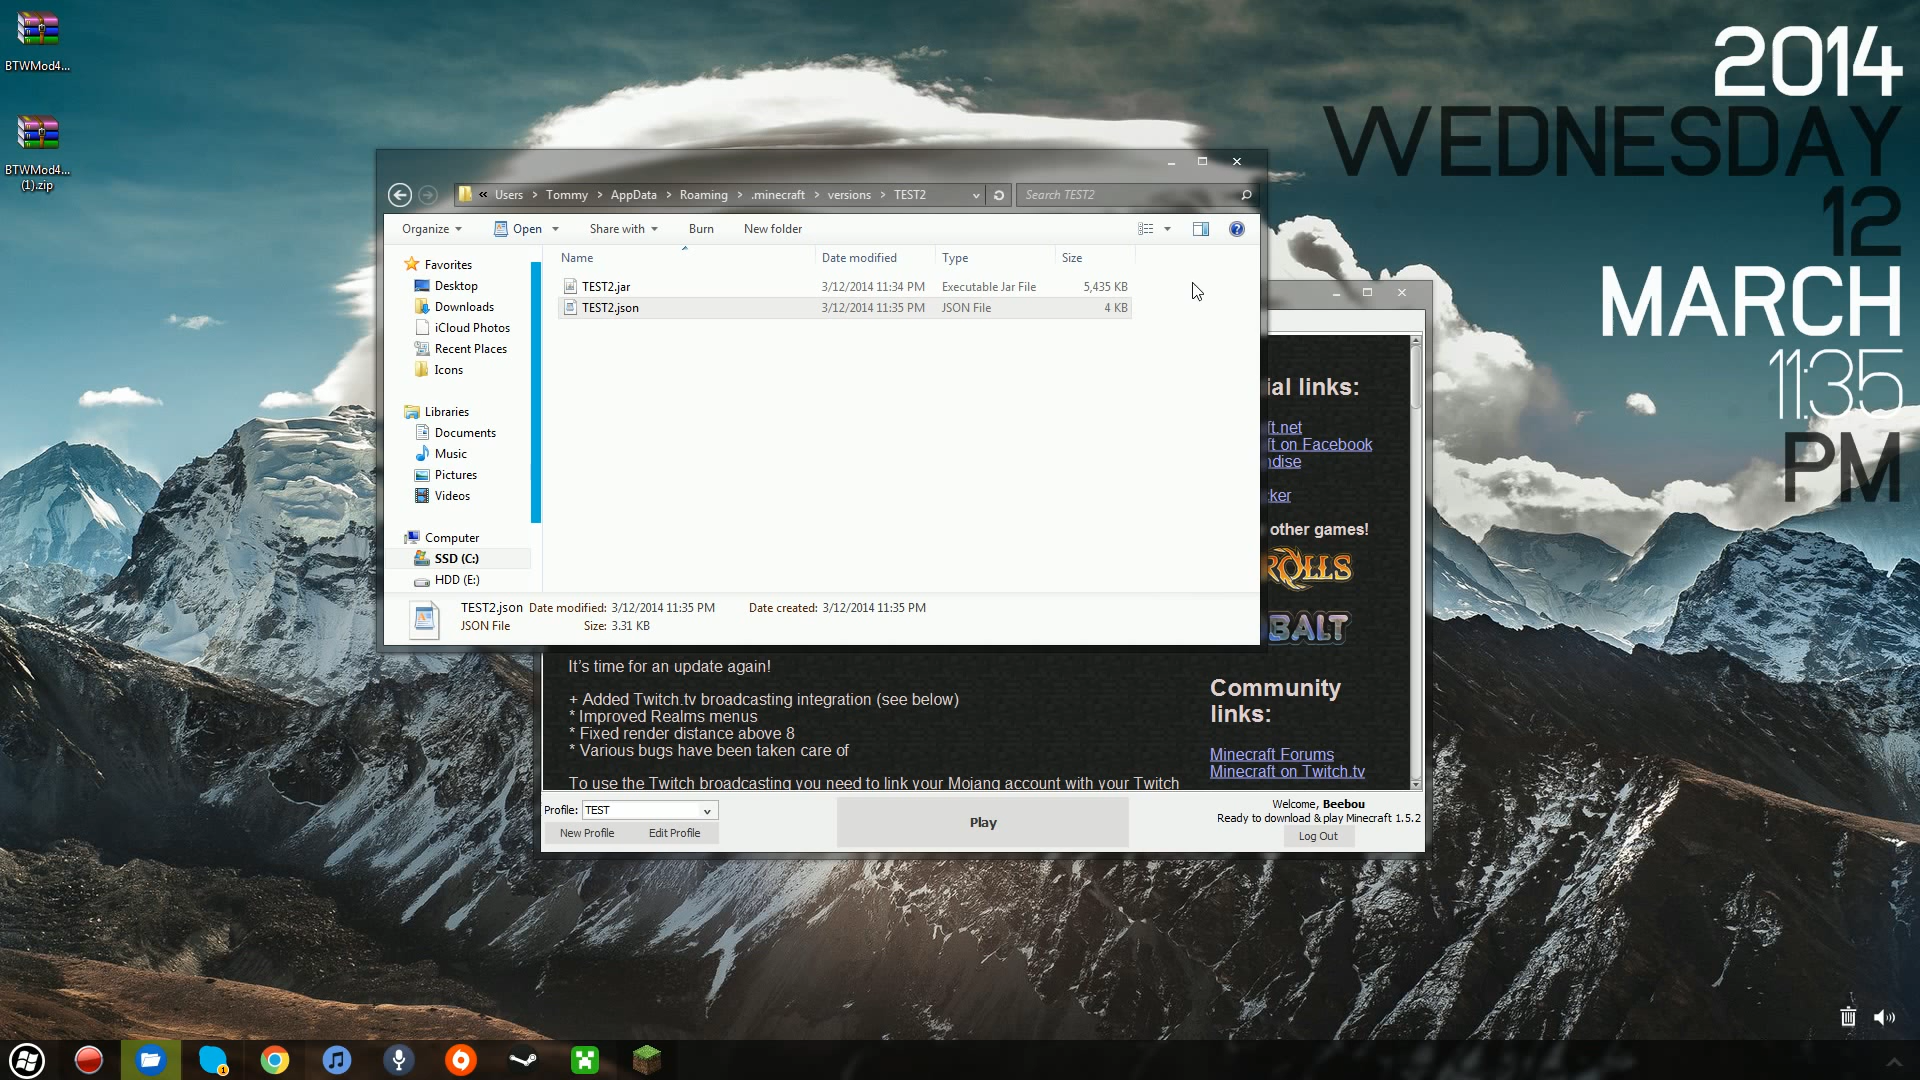 BTWMod4...
BTWMod4...
(1).zip
2014
WEDNESDAY
12
MARCH
11:35
PM
« Users > Tommy > AppData > Roaming > .minecraft > versions > TEST2
Search TEST2
Organize
Open
Share with
Burn
New folder
Name
Date modified
Type
Size
TEST2.jar 3/12/2014 11:34 PM Executable Jar File 5,435 KB
TEST2.json 3/12/2014 11:35 PM JSON File 4 KB
Favorites
Desktop
Downloads
iCloud Photos
Recent Places
Icons
Libraries
Documents
Music
Pictures
Videos
Computer
SSD (C:)
HDD (E:)
TEST2.json Date modified: 3/12/2014 11:35 PM Date created: 3/12/2014 11:35 PM
JSON File Size: 3.31 KB
ial links:
ft.net
ft on Facebook
ndise
cker
other games!
ROLLS
BALT
It's time for an update again!
+ Added Twitch.tv broadcasting integration (see below)
* Improved Realms menus
* Fixed render distance above 8
* Various bugs have been taken care of
To use the Twitch broadcasting you need to link your Mojang account with your Twitch
Community
links:
Minecraft Forums
Minecraft on Twitch.tv
Profile: TEST
New Profile
Edit Profile
Play
Welcome, Beebou
Ready to download & play Minecraft 1.5.2
Log Out
1